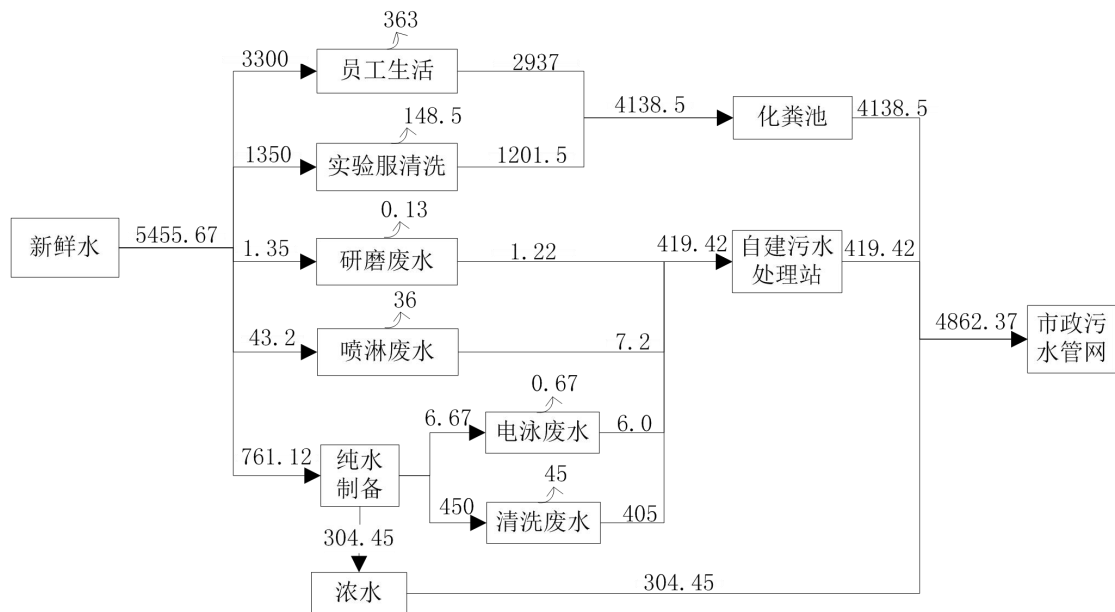 363
3300
员工生活
2937
4138.5
化粪池
4138.5
148.5
1350
实验服清洗
1201.5
新鲜水
5455.67
0.13
1.35
研磨废水
1.22
419.42
自建污水
处理站
419.42
36
43.2
喷淋废水
7.2
4862.37
市政污
水管网
0.67
6.67
电泳废水
6.0
761.12
纯水
制备
45
450
清洗废水
405
304.45
浓水
304.45